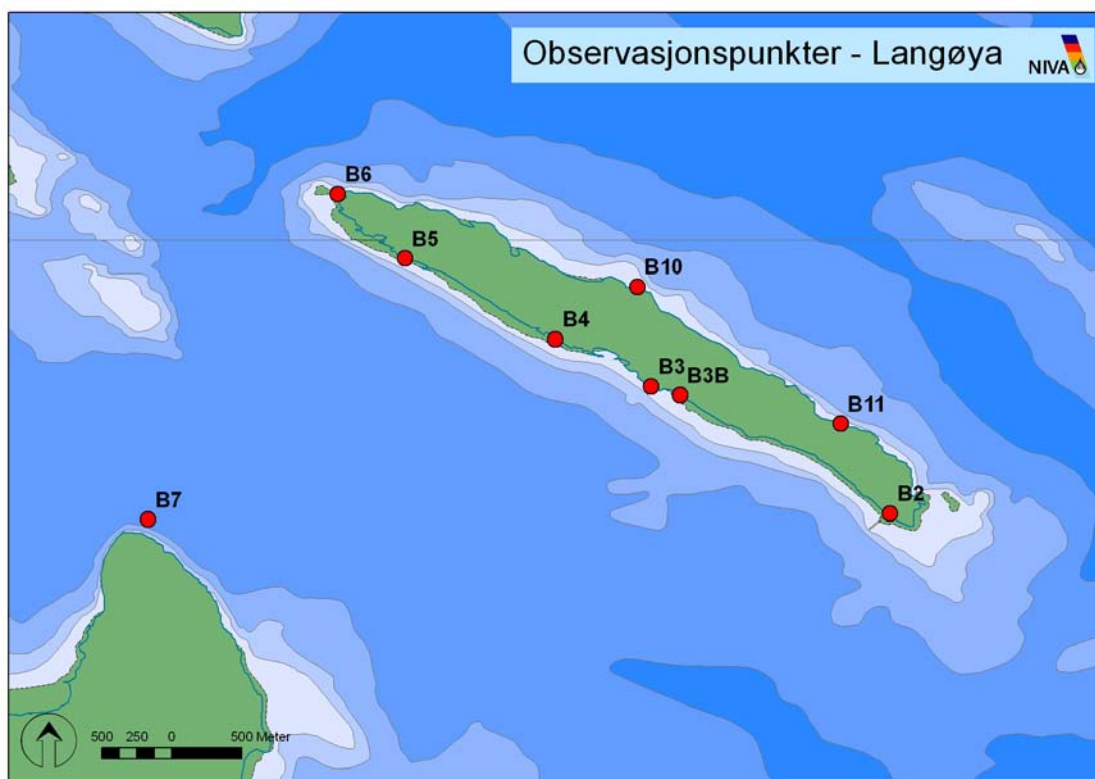 Observasjonspunkter - Langøya
NIVA
B6
B5
B10
B4
B3
B3B
B11
B2
B7
500 250 0 500 Meter